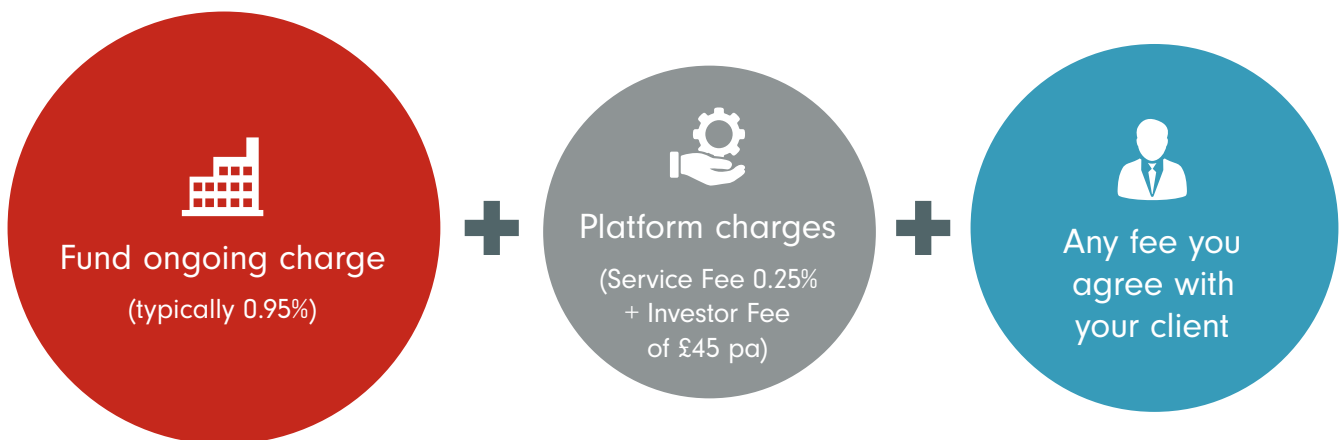 Fund ongoing charge
(typically 0.95%)
Platform charges
(Service Fee 0.25%
+ Investor Fee
of £45 pa)
Any fee you
agree with
your client